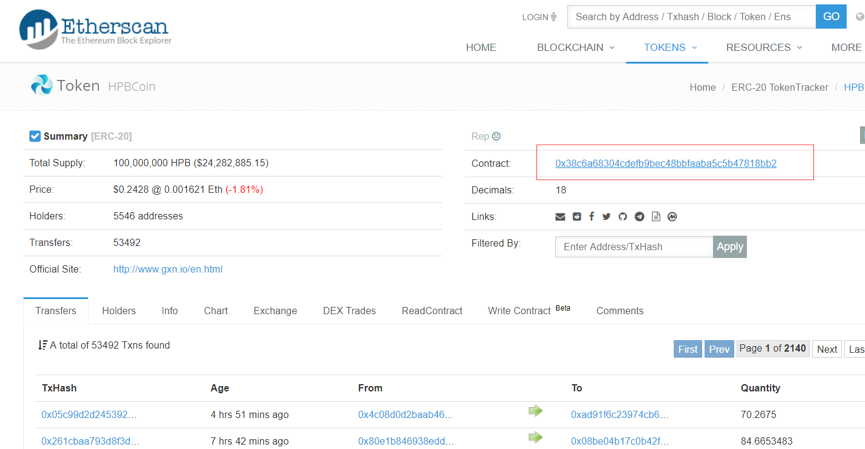 Etherscan
The Ethereum Block Explorer
LOGIN
Search by Address / Txhash / Block / Token / Ens
GO
HOME BLOCKCHAIN TOKENS RESOURCES MORE
Token HPBCoin
Home / ERC-20 TokenTracker / HPB
Summary [ERC-20]
Total Supply: 100,000,000 HPB ($24,282,885.15)
Price: $0.2428 @ 0.001621 Eth (-1.81%)
Holders: 5546 addresses
Transfers: 53492
Official Site: http://www.gxn.io/en.html
Rep
Contract: 0x38c6a68304cdefb9bec48bbfaaba5c5b47818bb2
Decimals: 18
Links:
Filtered By: Enter Address/TxHash Apply
Transfers Holders Info Chart Exchange DEX Trades ReadContract Write Contract Beta Comments
A total of 53492 Txns found
First Prev Page 1 of 2140 Next Las
TxHash Age From To Quantity
0x05c99d2d245392... 4 hrs 51 mins ago 0x4c08d0d2baab46... 0xad91f6c23974cb6... 70.2675
0x261cbaa793d8f3d... 7 hrs 42 mins ago 0x80e1b846938edd... 0x08be04b17c0b42f... 84.6653483